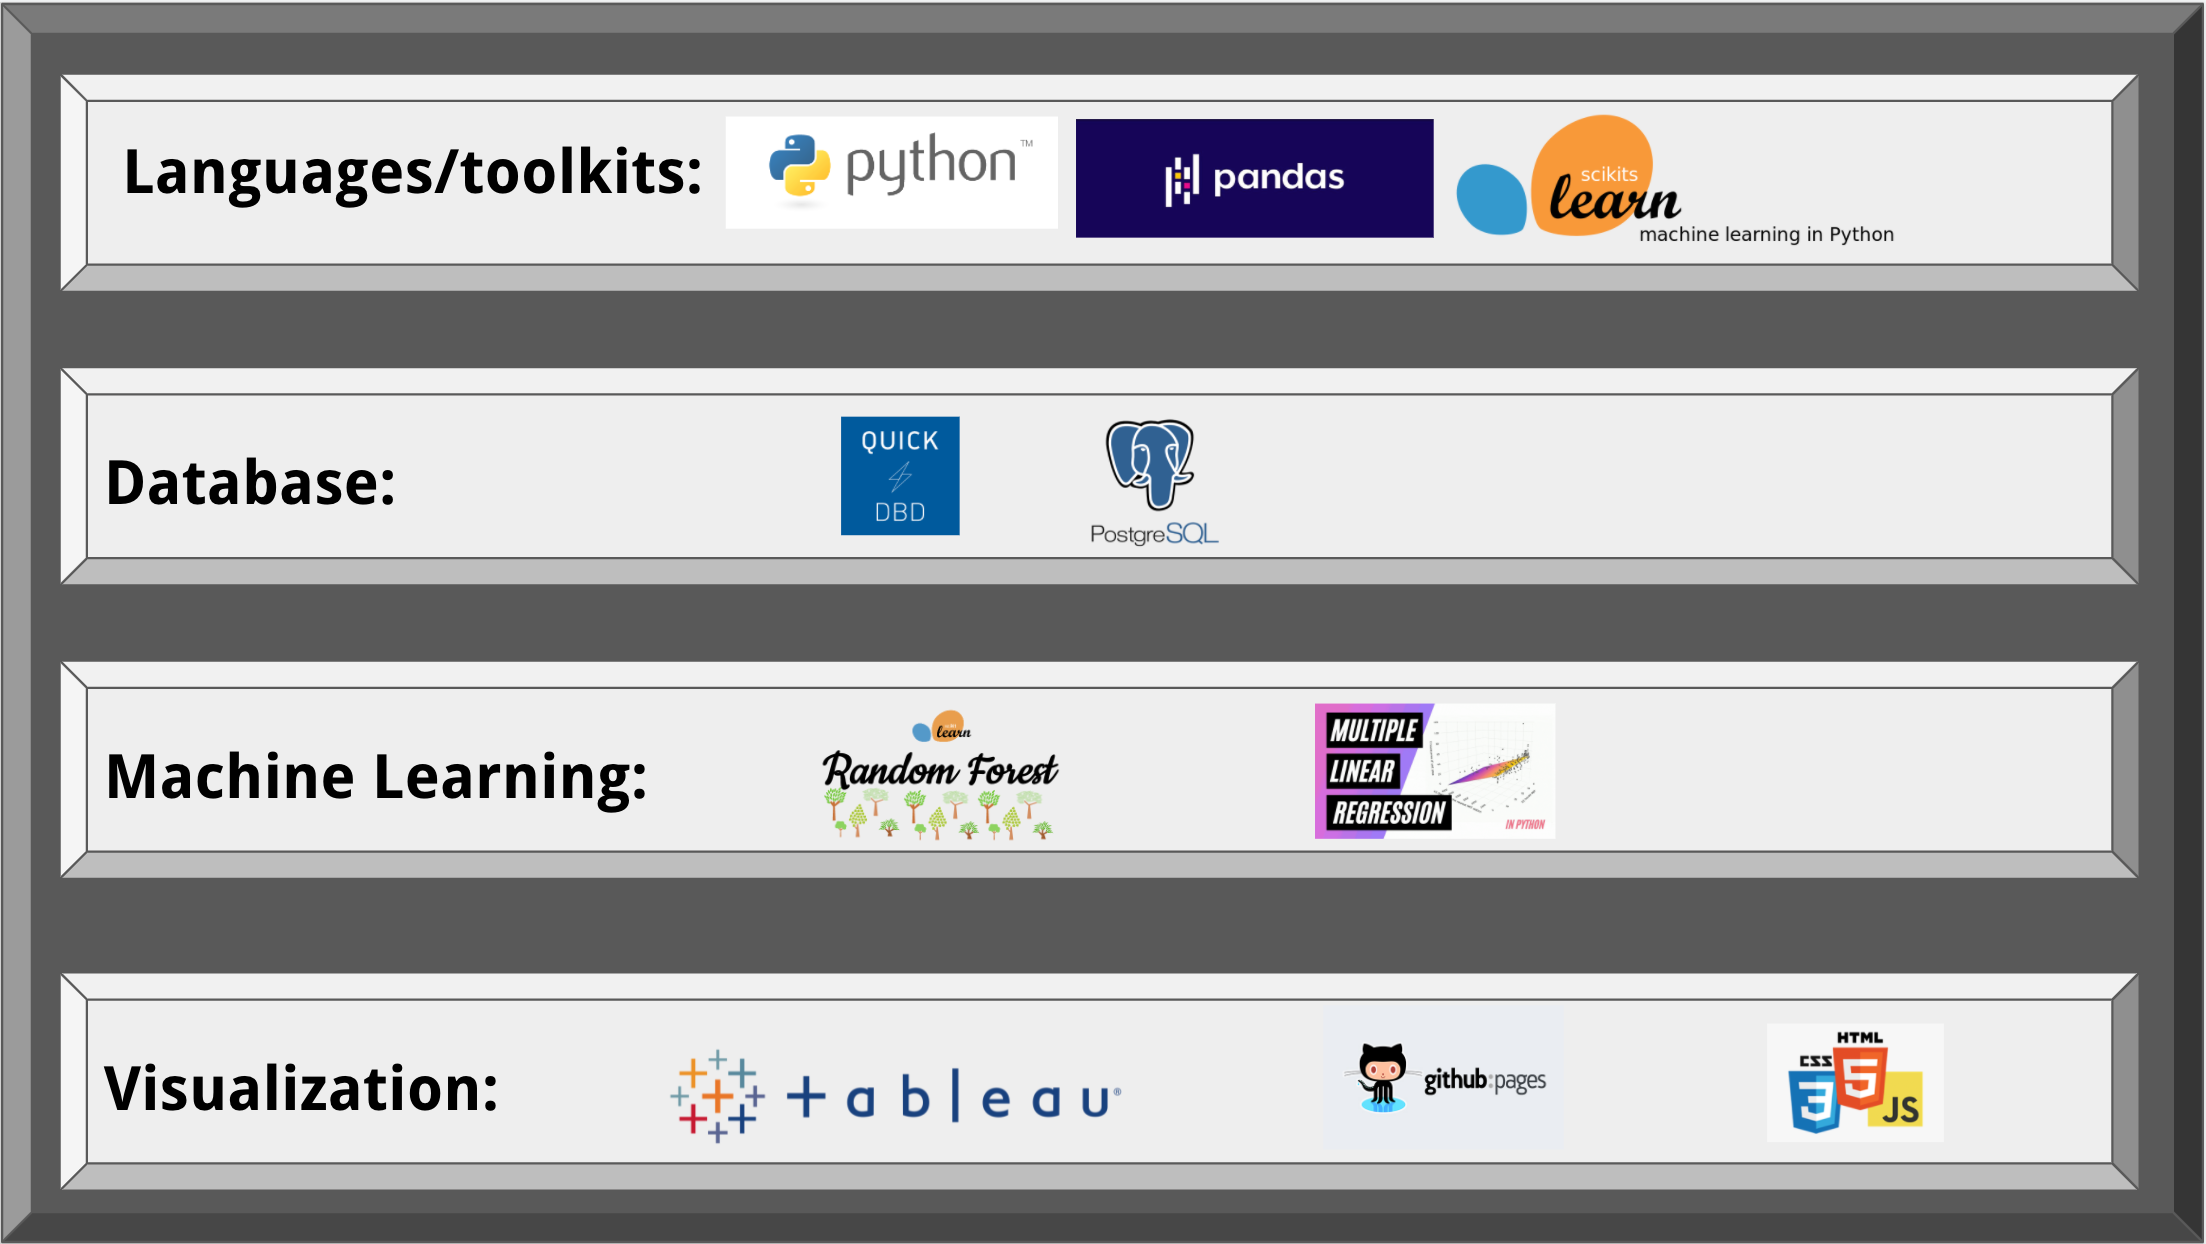 Languages/toolkits:
python™
pandas
scikits
learn
machine learning in Python
Database:
QUICK
DBD
PostgreSQL
Machine Learning:
learn
Random Forest
MULTIPLE
LINEAR
REGRESSION
IN PYTHON
Visualization:
+ableau®
github:pages
HTML
CSS
5
3
JS